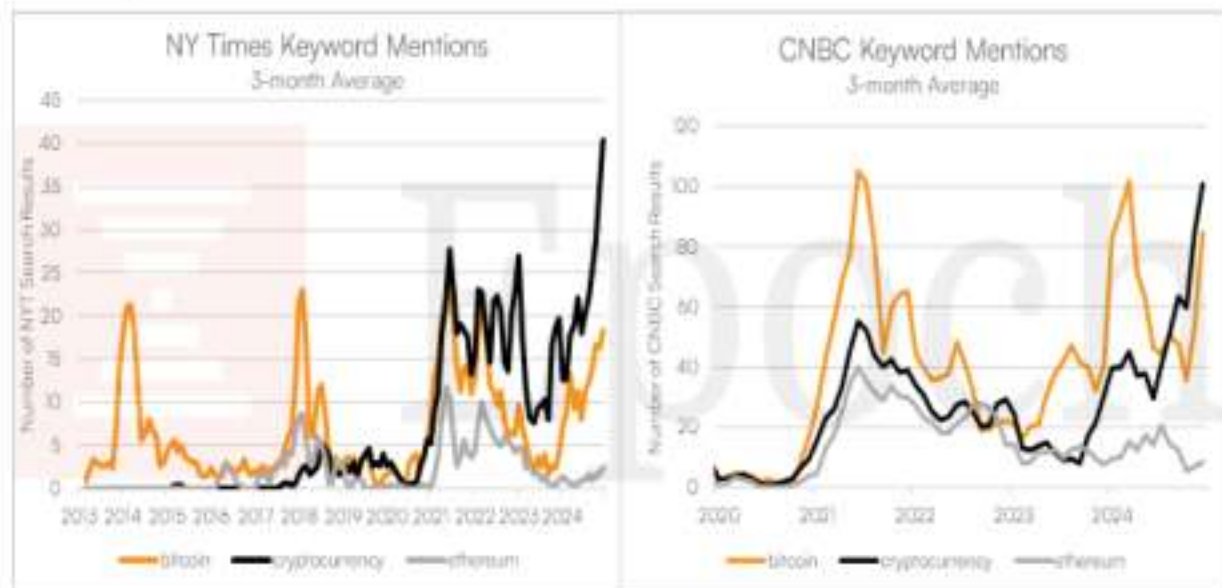 NY Times Keyword Mentions
3-month Average
Number of NYT Search Results
45
40
35
30
25
20
15
10
5
0
2013 2014 2015 2016 2017 2018 2019 2020 2021 2022 2023 2024
bitcoin cryptocurrency ethereum
CNBC Keyword Mentions
3-month Average
Number of CNBC Search Results
120
100
80
60
40
20
0
2020 2021 2022 2023 2024
bitcoin cryptocurrency ethereum
Epoch